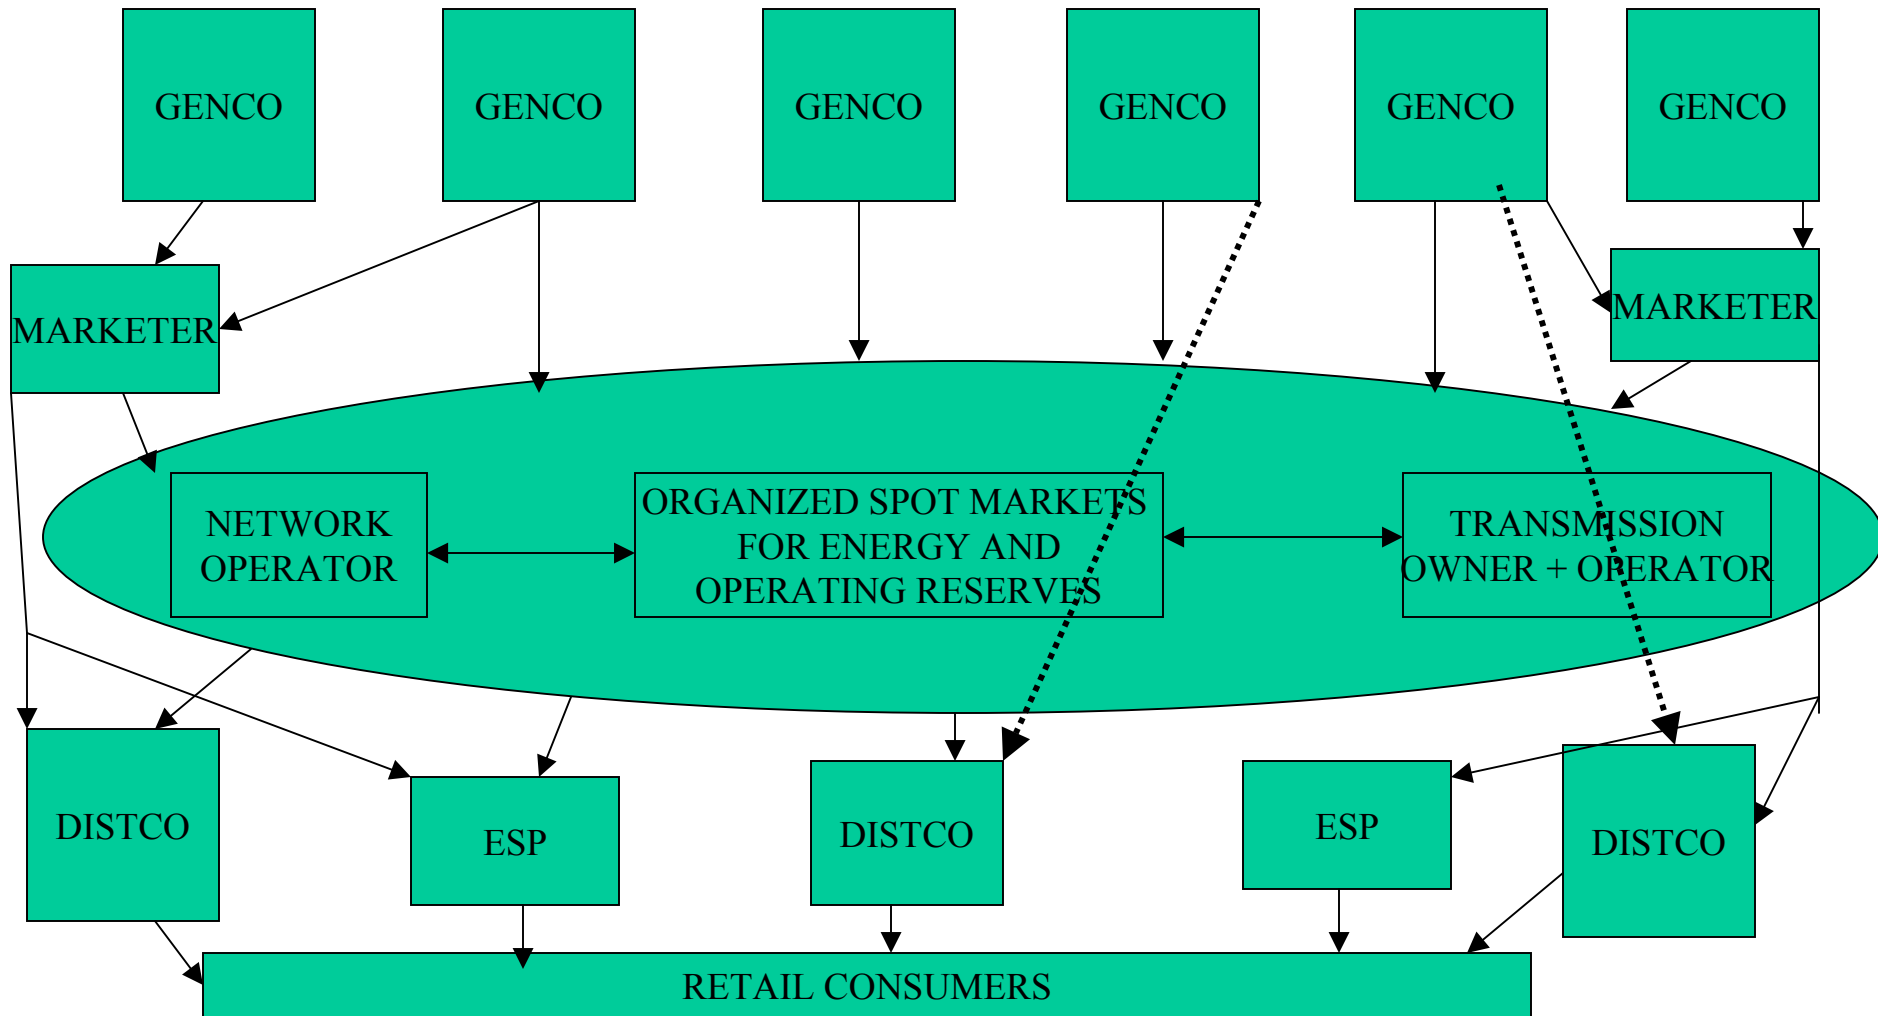 GENCO
GENCO
GENCO
GENCO
GENCO
GENCO
MARKETER
MARKETER
NETWORK
OPERATOR
ORGANIZED SPOT MARKETS
FOR ENERGY AND
OPERATING RESERVES
TRANSMISSION
OWNER + OPERATOR
DISTCO
ESP
DISTCO
ESP
DISTCO
RETAIL CONSUMERS